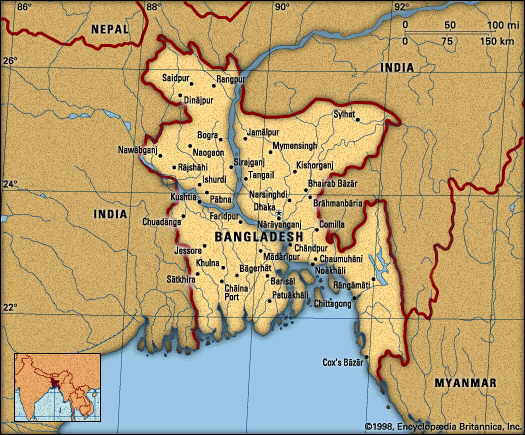 86°
88
90
92
0 50 100 mi
0 75 150 km
NEPAL
26°
INDIA
Saidpur
Rangpur
Dinājpur
Sylhet
Bogra
Jamālpur
Nawābganj
Naogaon
Mymensingh
Rājshāhi
Sirajganj
Kishorganj
Ishurdi
Tangail
Bhairab Bāzār
24°
Kushtia
Pābna
Narsinghdi
Brāhmanbāria
Dhaka
INDIA
Chuadānga
Faridpur
Nārāyanganj
Comilla
BANGLADESH
Jessore
Chāndpur
Mādārīpur
Chaumuhāni
Khulna
Noākhāli
Sātkhira
Bāgerhāt
Rāngāmāti
Chālna
Port
Barisāl
Patuākhāli
Chittagong
22°
Cox's Bāzār
MYANMAR
©1998, Encyclopædia Britannica, Inc.